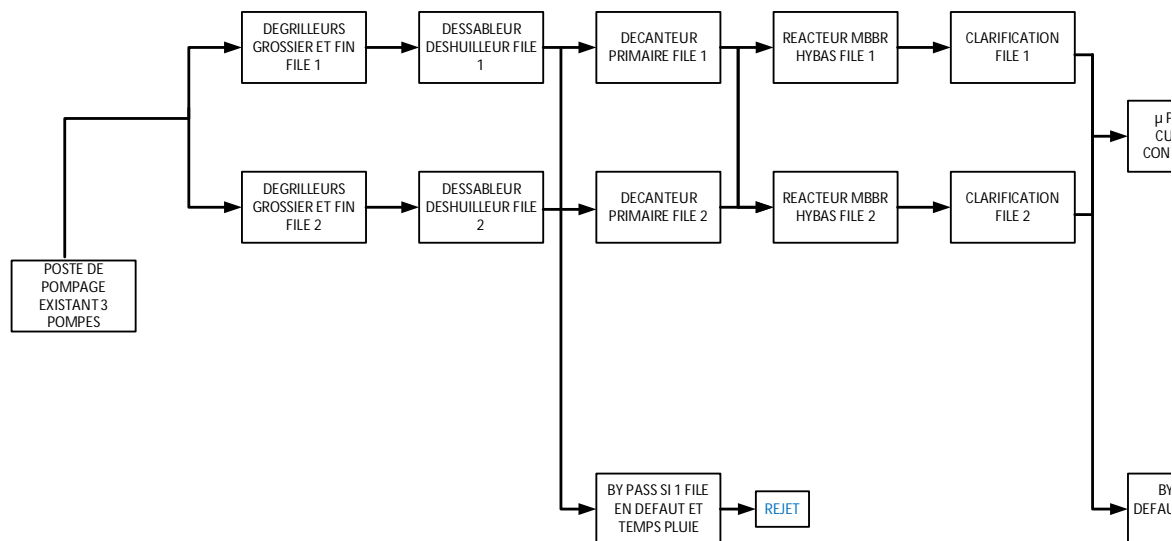 DEGRILLEURS
GROSSIER ET FIN
FILE 1
DESSABLEUR
DESHUILLEUR FILE
1
DECANTEUR
PRIMAIRE FILE 1
REACTEUR MBBR
HYBAS FILE 1
CLARIFICATION
FILE 1
DEGRILLEURS
GROSSIER ET FIN
FILE 2
DESSABLEUR
DESHUILLEUR FILE
2
DECANTEUR
PRIMAIRE FILE 2
REACTEUR MBBR
HYBAS FILE 2
CLARIFICATION
FILE 2
POSTE DE
POMPAGE
EXISTANT 3
POMPES
BY PASS SI 1 FILE
EN DEFAUT ET
TEMPS PLUIE
REJET
µ
BY